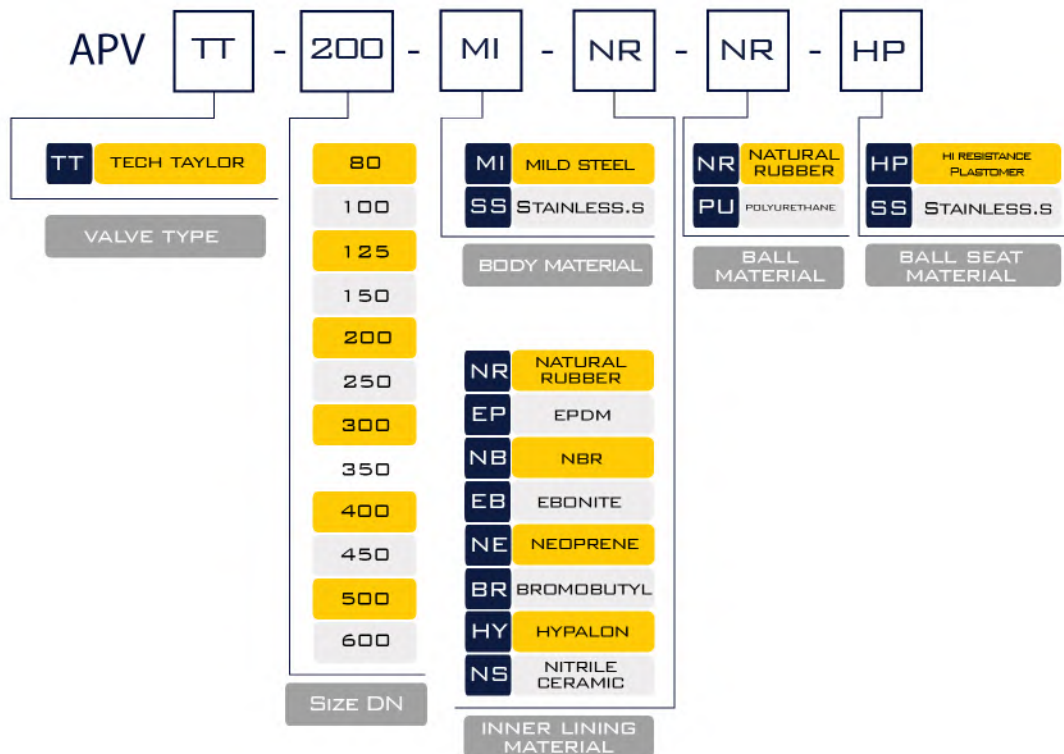 APV TT - 200 - MI - NR - NR - HP
TT TECH TAYLOR
VALVE TYPE
80
100
125
150
200
250
300
350
400
450
500
600
SIZE DN
MI MILD STEEL
SS STAINLESS.S
BODY MATERIAL
NR NATURAL
RUBBER
EP EPDM
NB NBR
EB EBONITE
NE NEOPRENE
BR BROMOBUTYL
HY HYPALON
NS NITRILE
CERAMIC
INNER LINING
MATERIAL
NR NATURAL
RUBBER
PU POLYURETHANE
BALL
MATERIAL
HP HI RESISTANCE
PLASTOMER
SS STAINLESS.S
BALL SEAT
MATERIAL